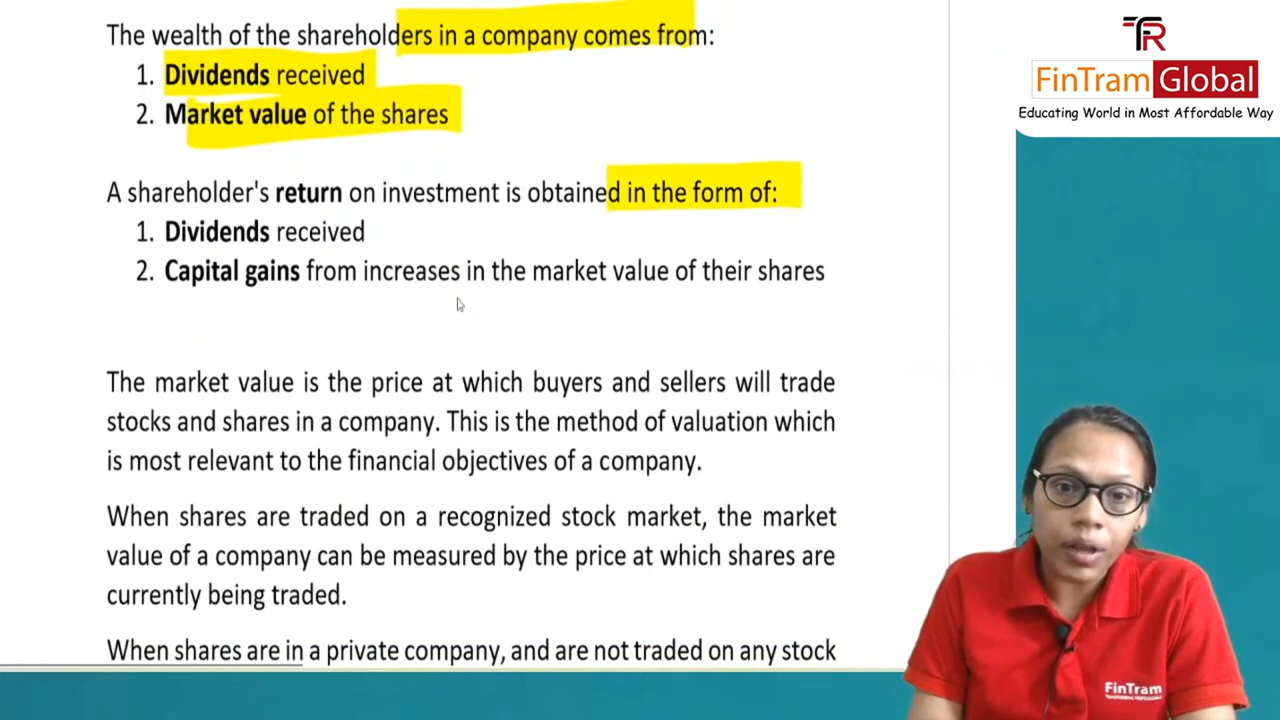 The wealth of the shareholders in a company comes from:
1. Dividends received
2. Market value of the shares
A shareholder's return on investment is obtained in the form of:
1. Dividends received
2. Capital gains from increases in the market value of their shares
The market value is the price at which buyers and sellers will trade
stocks and shares in a company. This is the method of valuation which
is most relevant to the financial objectives of a company.
When shares are traded on a recognized stock market, the market
value of a company can be measured by the price at which shares are
currently being traded.
When shares are in a private company, and are not traded on any stock
FinTram Global
Educating World in Most Affordable Way
FinTram